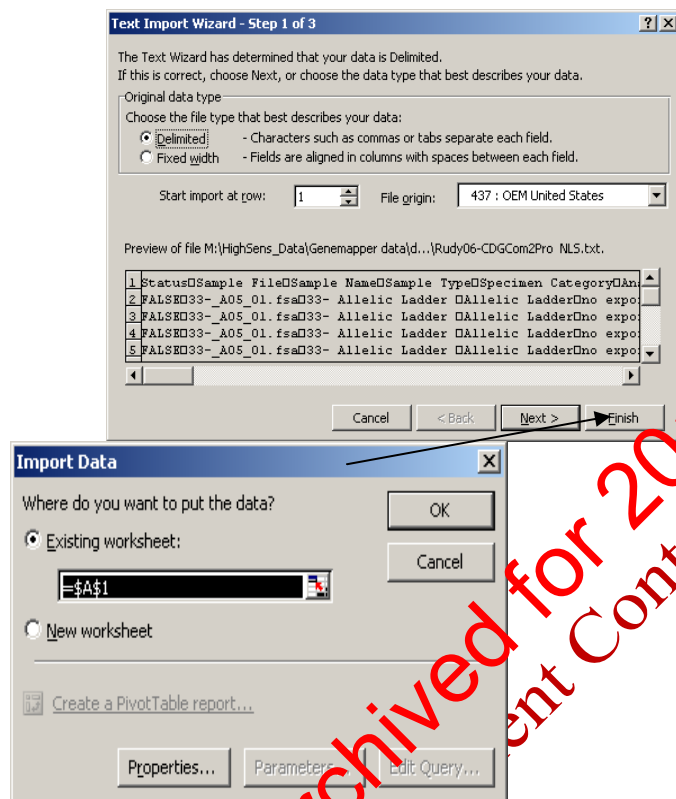 Text Import Wizard - Step 1 of 3
The Text Wizard has determined that your data is Delimited.
If this is correct, choose Next, or choose the data type that best describes your data.
Original data type
Choose the file type that best describes your data:
Delimited - Characters such as commas or tabs separate each field.
Fixed width - Fields are aligned in columns with spaces between each field.
Start import at row: 1 File origin: 437 : OEM United States
Preview of file M:\HighSens_Data\Genemapper data\d...\Rudy06-CDGCom2Pro NLS.txt.
1 Status□Sample File□Sample Name□Sample Type□Specimen Category□An
2 FALSE□33-_A05_01.fsa□33- Allelic Ladder □Allelic Ladder□no expo
3 FALSE□33-_A05_01.fsa□33- Allelic Ladder □Allelic Ladder□no expo
4 FALSE□33-_A05_01.fsa□33- Allelic Ladder □Allelic Ladder□no expo
5 FALSE□33-_A05_01.fsa□33- Allelic Ladder □Allelic Ladder□no expo
Cancel < Back Next > Finish
Import Data
Where do you want to put the data?
OK
Existing worksheet:
Cancel
=$A$1
New worksheet
Create a PivotTable report...
Properties... Parameters... Edit Query...
rchived for 20
ent Cont